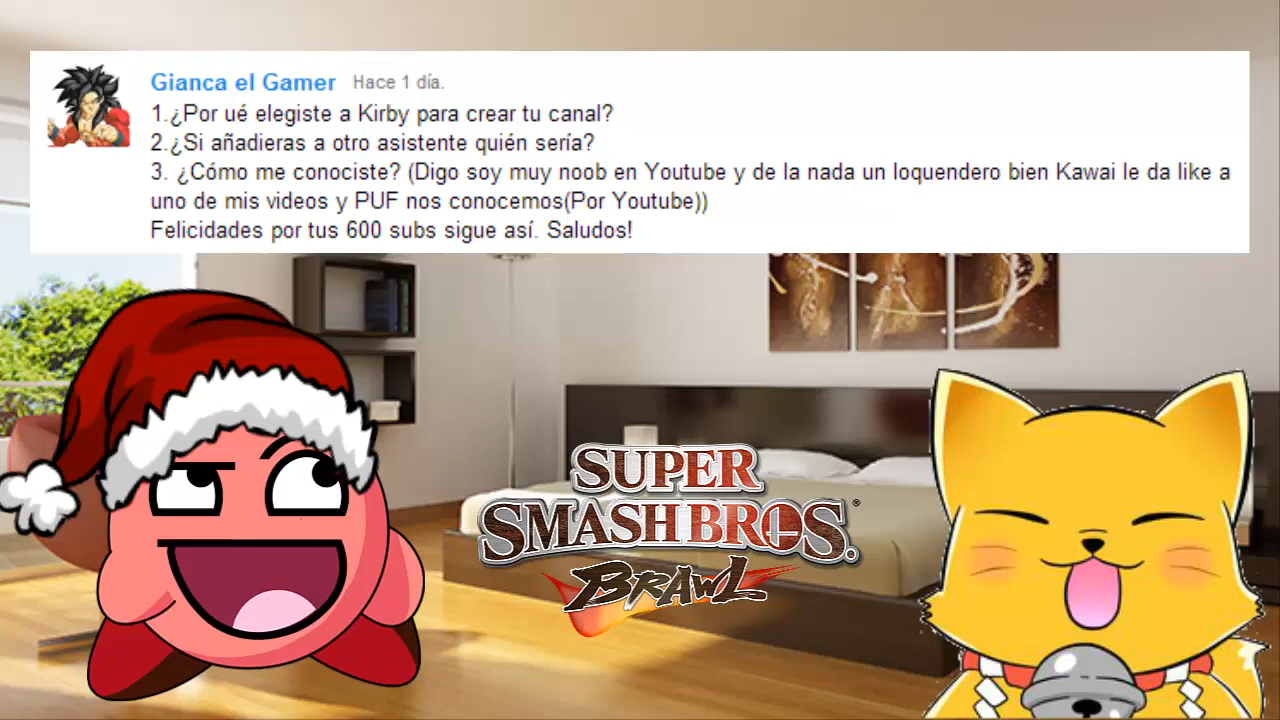 Gianca el Gamer Hace 1 día.
1.¿Por ué elegiste a Kirby para crear tu canal?
2.¿Si añadieras a otro asistente quién sería?
3. ¿Cómo me conociste? (Digo soy muy noob en Youtube y de la nada un loquendero bien Kawai le da like a
uno de mis videos y PUF nos conocemos(Por Youtube))
Felicidades por tus 600 subs sigue así. Saludos!
SUPER
SMASH BROS.®
BRAWL